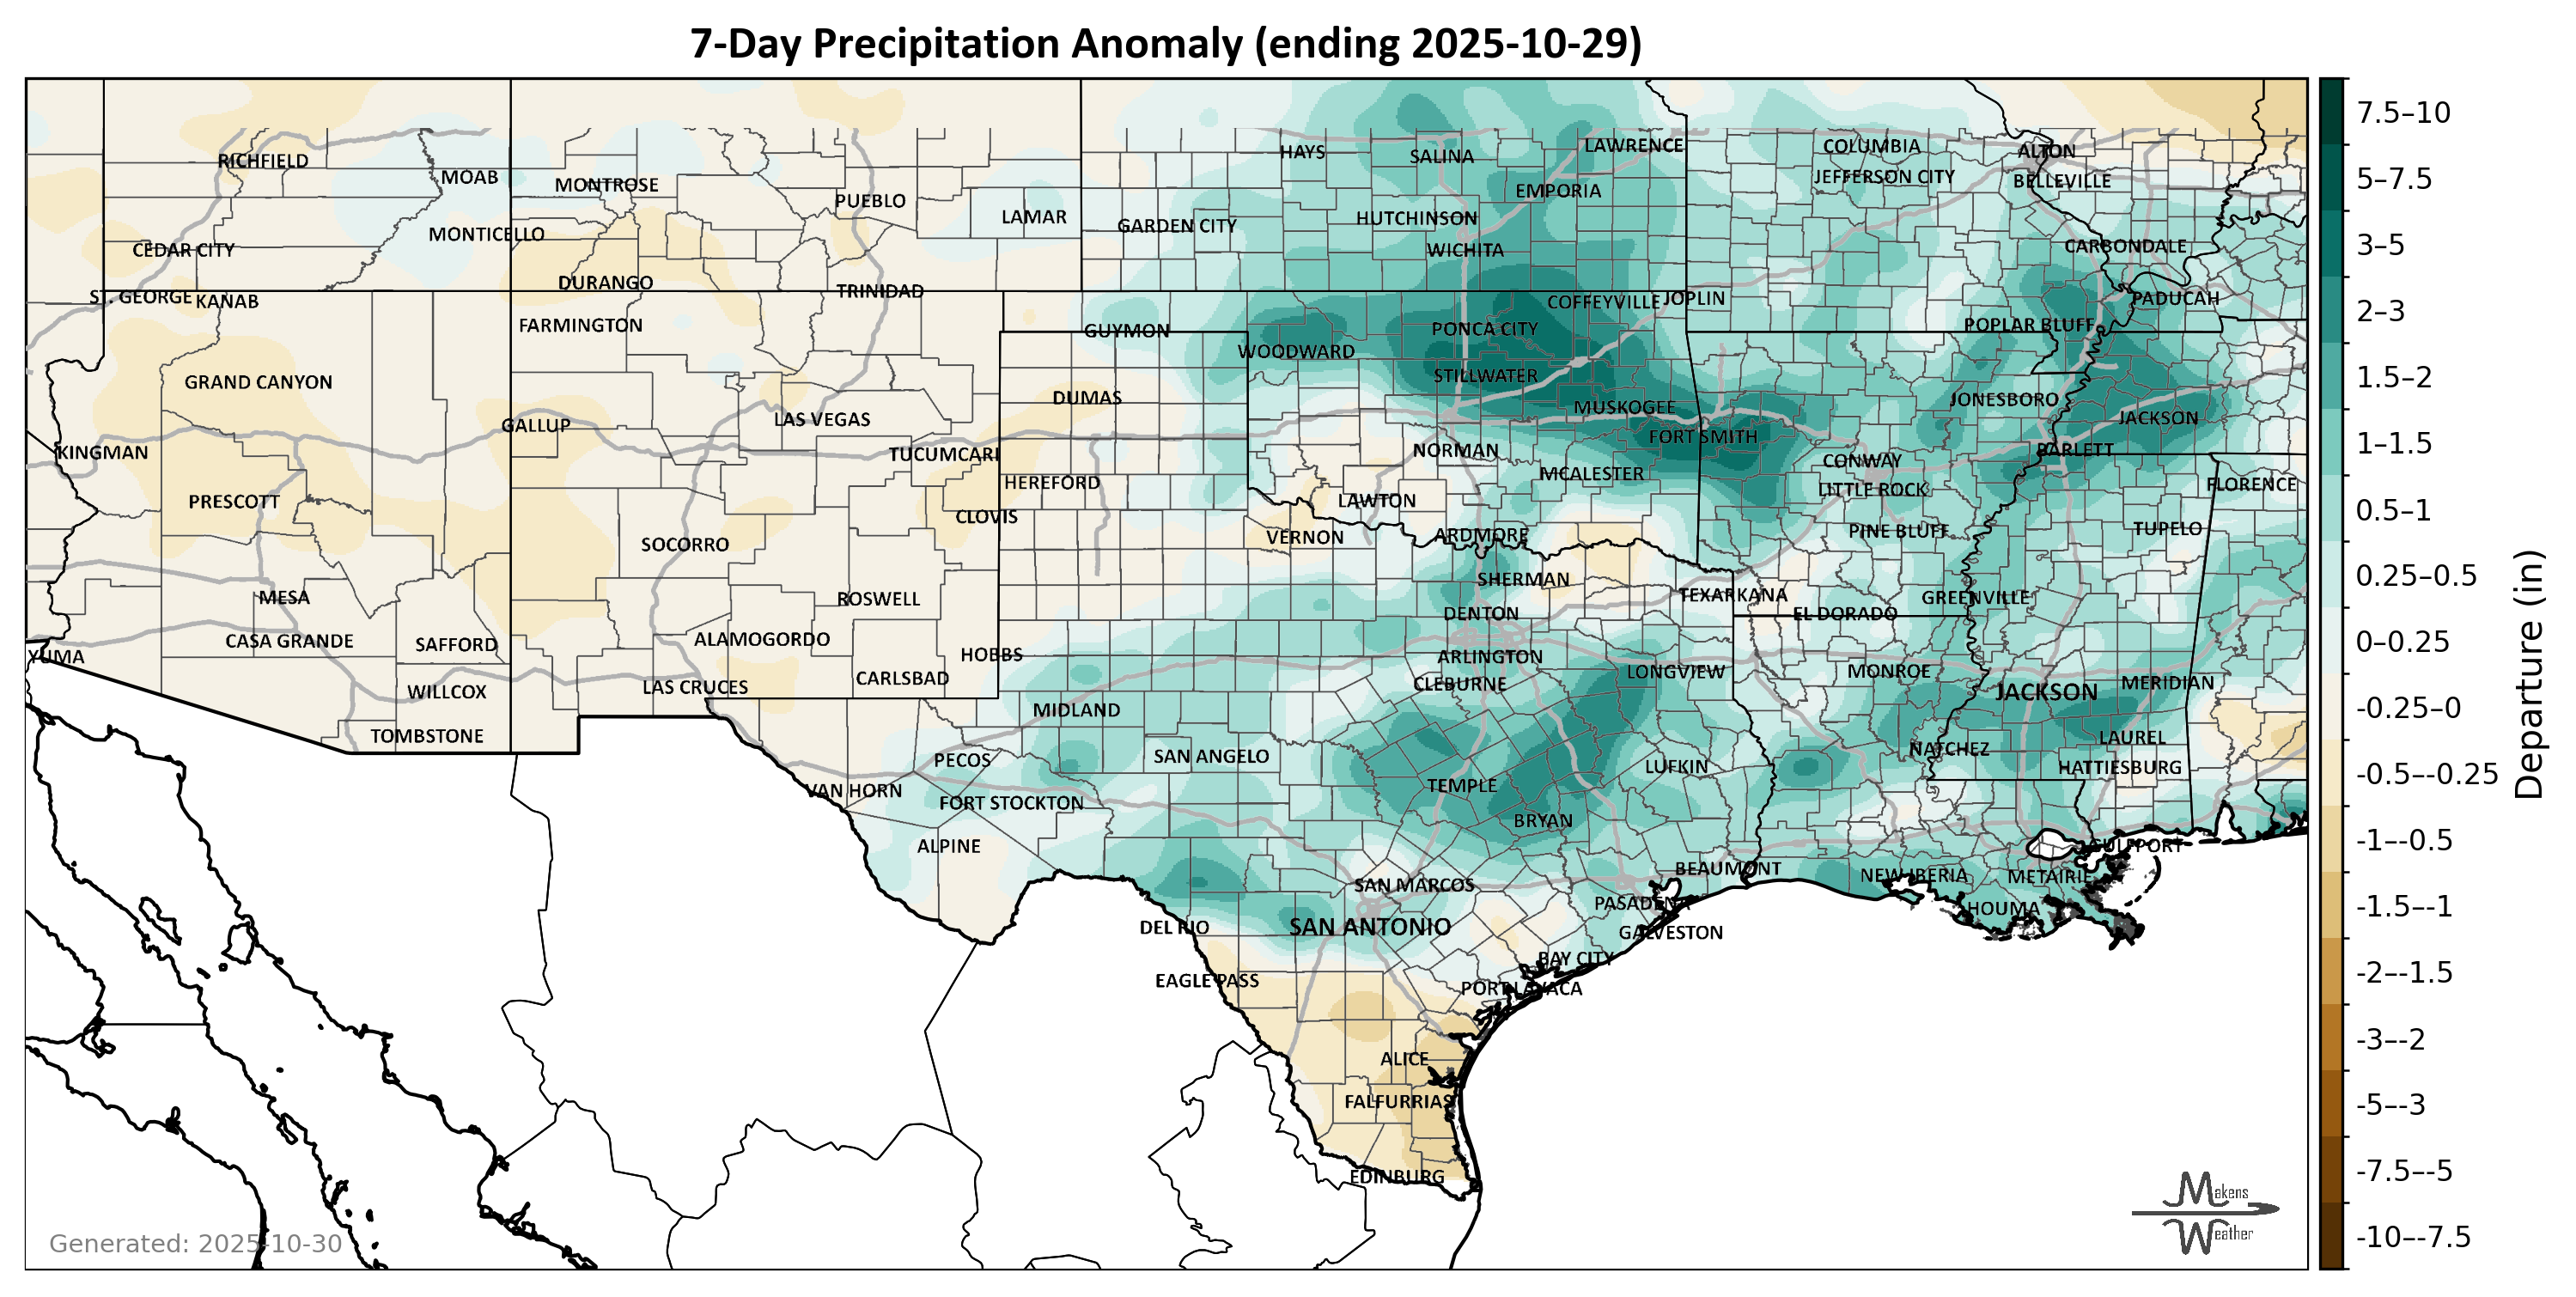 7-Day Precipitation Anomaly (ending 2025-10-29)
RICHFIELD
MOAB
MONTROSE
PUEBLO
LAMAR
MONTICELLO
CEDAR CITY
DURANGO
TRINIDAD
ST. GEORGE
KANAB
FARMINGTON
GRAND CANYON
GALLUP
LAS VEGAS
KINGMAN
TUCUMCARI
PRESCOTT
CLOVIS
SOCORRO
MESA
ROSWELL
CASA GRANDE
SAFFORD
ALAMOGORDO
YUMA
HOBBS
WILLCOX
LAS CRUCES
CARLSBAD
TOMBSTONE
HAYS
SALINA
LAWRENCE
EMPORIA
GARDEN CITY
HUTCHINSON
WICHITA
COFFEYVILLE
JOPLIN
GUYMON
PONCA CITY
WOODWARD
STILLWATER
DUMAS
MUSKOGEE
FORT SMITH
NORMAN
MCALESTER
HEREFORD
LAWTON
VERNON
ARDMORE
SHERMAN
DENTON
ARLINGTON
CLEBURNE
LONGVIEW
MIDLAND
PECOS
SAN ANGELO
VAN HORN
FORT STOCKTON
TEMPLE
LUFKIN
BRYAN
ALPINE
SAN MARCOS
BEAUMONT
PASADENA
DEL RIO
SAN ANTONIO
GALVESTON
BAY CITY
EAGLE PASS
PORT LAVACA
ALICE
FALFURRIAS
EDINBURG
COLUMBIA
ALTON
JEFFERSON CITY
BELLEVILLE
CARBONDALE
PADUCAH
POPLAR BLUFF
JONESBORO
JACKSON
BARLETT
CONWAY
LITTLE ROCK
FLORENCE
PINE BLUFF
TUPELO
TEXARKANA
EL DORADO
GREENVILLE
MONROE
JACKSON
MERIDIAN
NATCHEZ
LAUREL
HATTIESBURG
GULFPORT
NEW IBERIA
METAIRIE
HOUMA
7.5–10
5–7.5
3–5
2–3
1.5–2
1–1.5
0.5–1
0.25–0.5
0–0.25
-0.25–0
-0.5–-0.25
-1–-0.5
-1.5–-1
-2–-1.5
-3–-2
-5–-3
-7.5–-5
-10–-7.5
Departure (in)
Generated: 2025-10-30
Makens
Weather